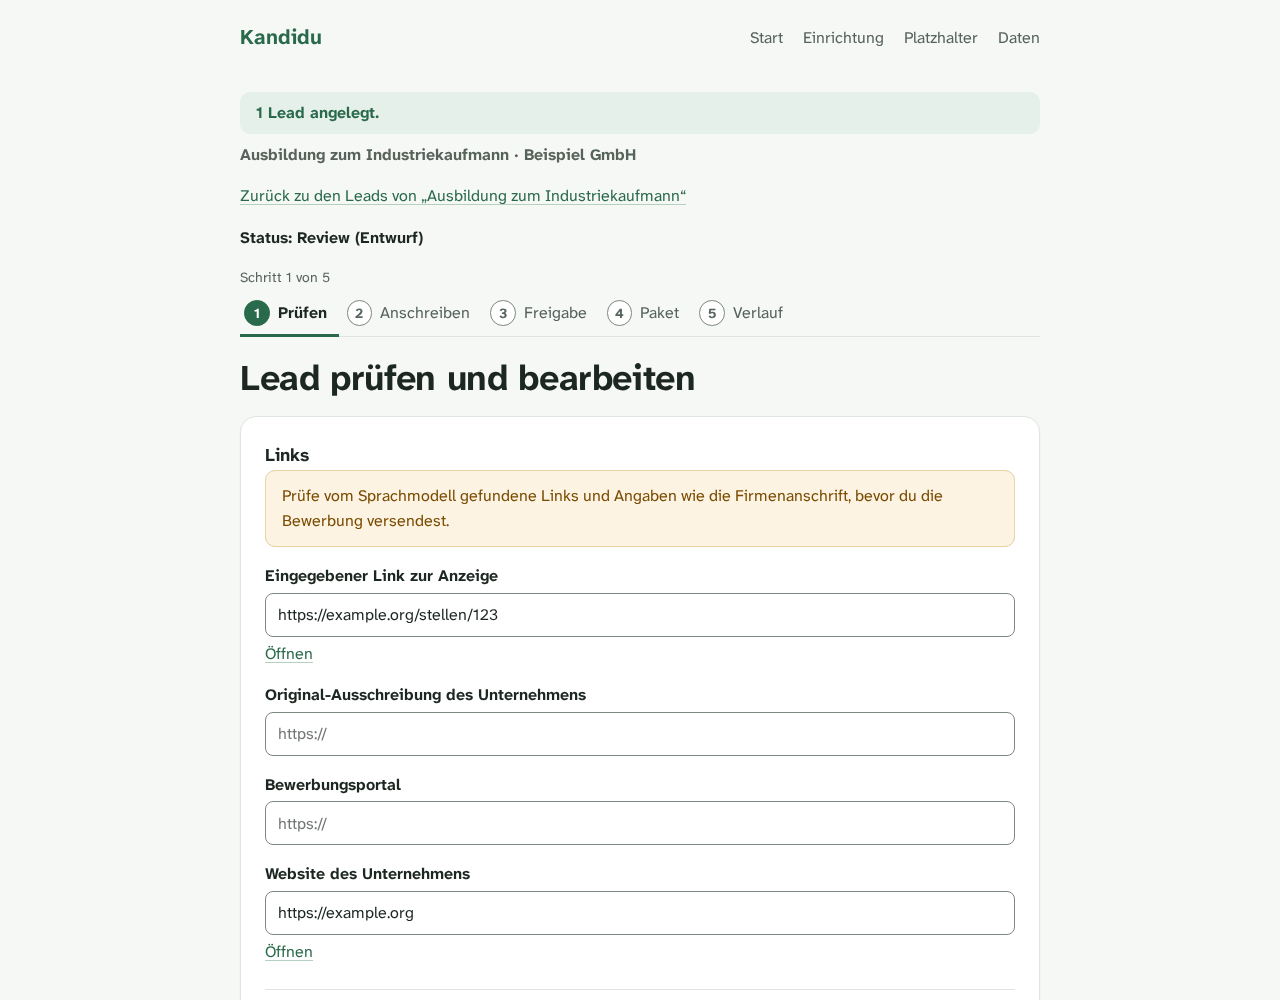 Kandidu
Start Einrichtung Platzhalter Daten
1 Lead angelegt.
Ausbildung zum Industriekaufmann · Beispiel GmbH
Zurück zu den Leads von „Ausbildung zum Industriekaufmann“
Status: Review (Entwurf)
Schritt 1 von 5
1 Prüfen 2 Anschreiben 3 Freigabe 4 Paket 5 Verlauf
Lead prüfen und bearbeiten
Links
Prüfe vom Sprachmodell gefundene Links und Angaben wie die Firmenanschrift, bevor du die
Bewerbung versendest.
Eingegebener Link zur Anzeige
https://example.org/stellen/123
Öffnen
Original-Ausschreibung des Unternehmens
https://
Bewerbungsportal
https://
Website des Unternehmens
https://example.org
Öffnen